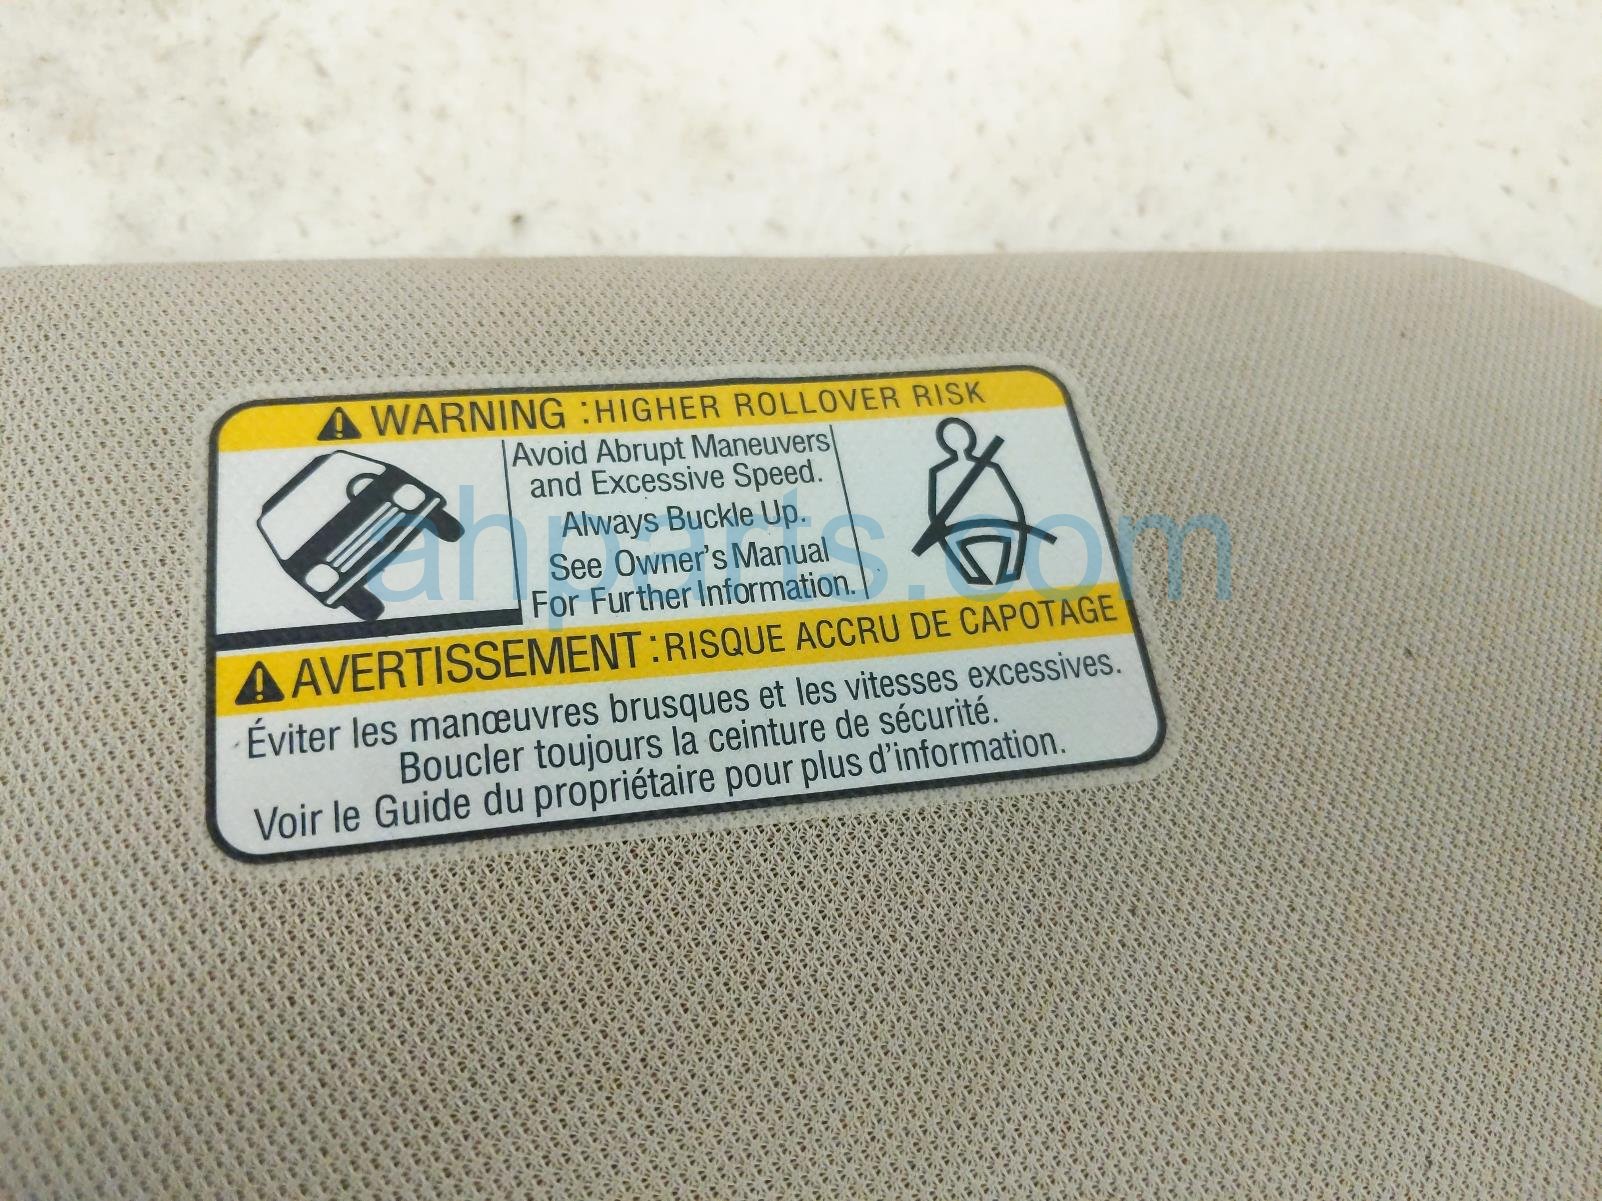 WARNING :HIGHER ROLLOVER RISK
Avoid Abrupt Maneuvers
and Excessive Speed.
Always Buckle Up.
See Owner's Manual
For Further Information.
AVERTISSEMENT:RISQUE ACCRU DE CAPOTAGE
Éviter les manœuvres brusques et les vitesses excessives.
Boucler toujours la ceinture de sécurité.
Voir le Guide du propriétaire pour plus d'information.
ahparts.com